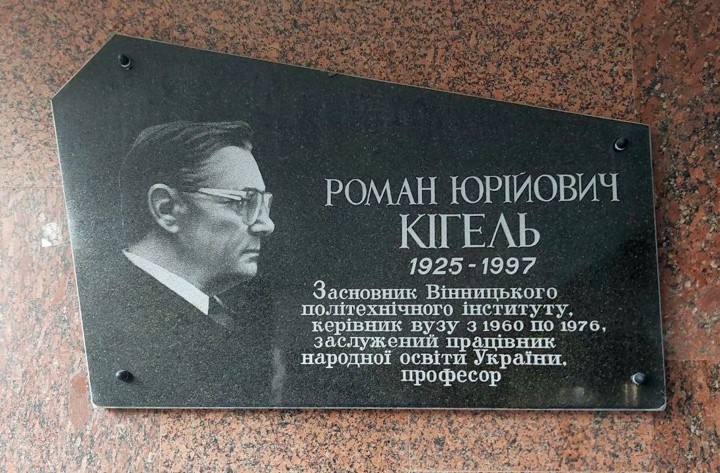 РОМАН ЮРІЙОВИЧ
КІГЕЛЬ
1925-1997
Засновник Вінницького
політехнічного інституту,
керівник вузу з 1960 по 1976,
заслужений працівник
народної освіти України,
професор